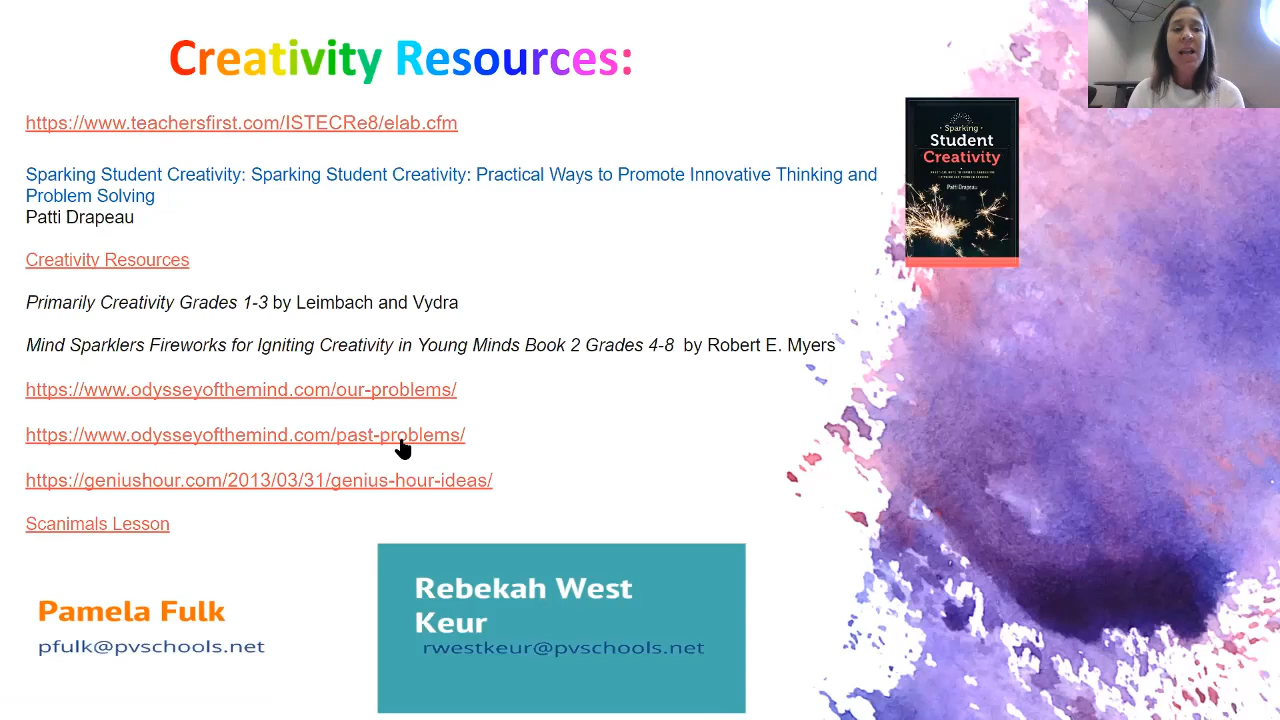 Creativity Resources:
https://www.teachersfirst.com/ISTECRe8/elab.cfm
Sparking Student Creativity: Sparking Student Creativity: Practical Ways to Promote Innovative Thinking and
Problem Solving
Patti Drapeau
Creativity Resources
Primarily Creativity Grades 1-3 by Leimbach and Vydra
Mind Sparklers Fireworks for Igniting Creativity in Young Minds Book 2 Grades 4-8 by Robert E. Myers
https://www.odysseyofthemind.com/our-problems/
https://www.odysseyofthemind.com/past-problems/
https://geniushour.com/2013/03/31/genius-hour-ideas/
Scanimals Lesson
Sparking
Student
Creativity
Patti Drapeau
Pamela Fulk
pfulk@pvschools.net
Rebekah West
Keur
rwestkeur@pvschools.net